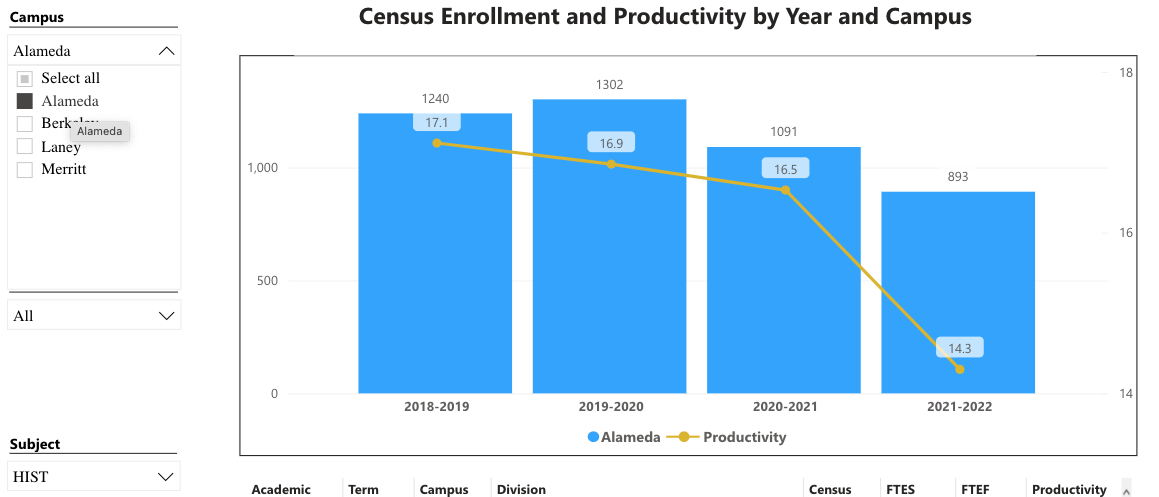 Campus
Alameda
Select all
Alameda
Berkeley
Alameda
Laney
Merritt
All
Subject
HIST
Census Enrollment and Productivity by Year and Campus
1240
1302
1091
893
17.1
16.9
16.5
14.3
1,000
500
0
18
16
14
2018-2019
2019-2020
2020-2021
2021-2022
Alameda
Productivity
Academic Term Campus Division Census FTES FTEF Productivity